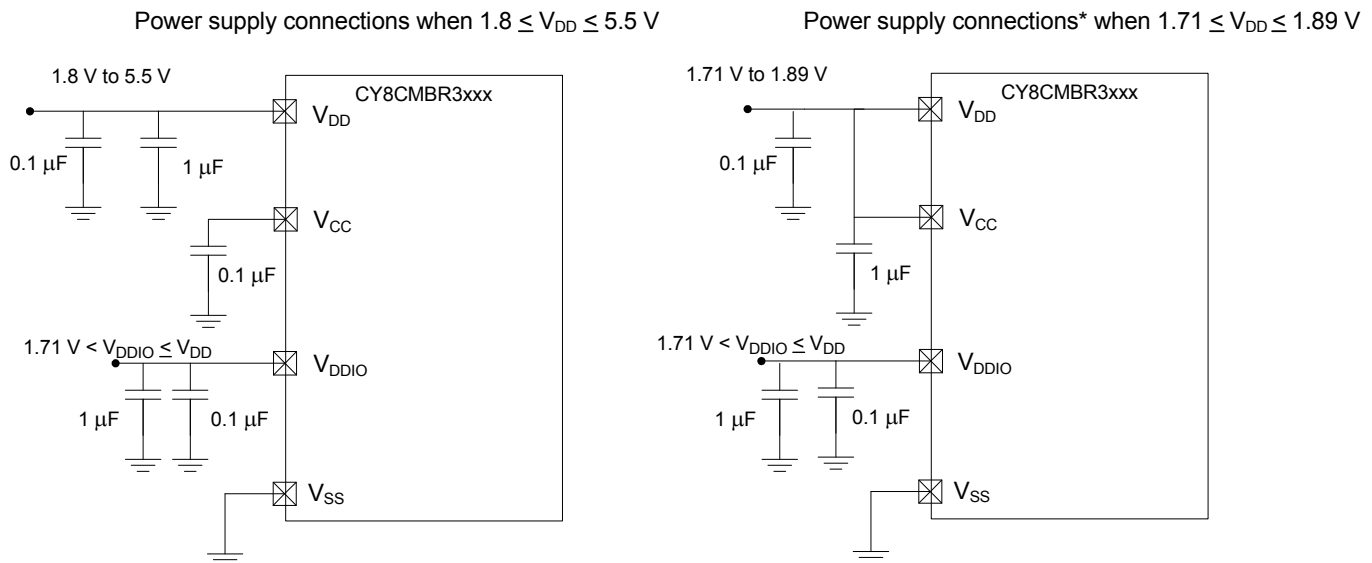 Power supply connections when 1.8 ≤ VDD ≤ 5.5 V
1.8 V to 5.5 V
CY8CMBR3xxx
VDD
0.1 µF
1 µF
VCC
0.1 µF
1.71 V < VDDIO ≤ VDD
VDDIO
1 µF
0.1 µF
VSS
Power supply connections* when 1.71 ≤ VDD ≤ 1.89 V
1.71 V to 1.89 V
CY8CMBR3xxx
VDD
0.1 µF
VCC
1 µF
1.71 V < VDDIO ≤ VDD
VDDIO
1 µF
0.1 µF
VSS